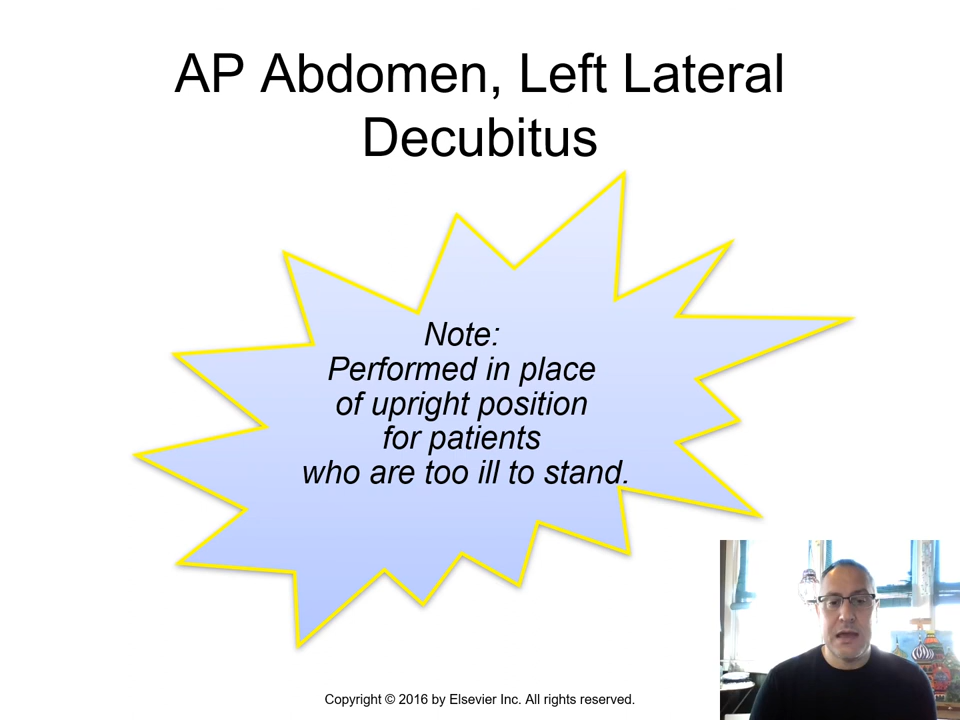 AP Abdomen, Left Lateral
Decubitus
Note:
Performed in place
of upright position
for patients
who are too ill to stand.
Copyright © 2016 by Elsevier Inc. All rights reserved.